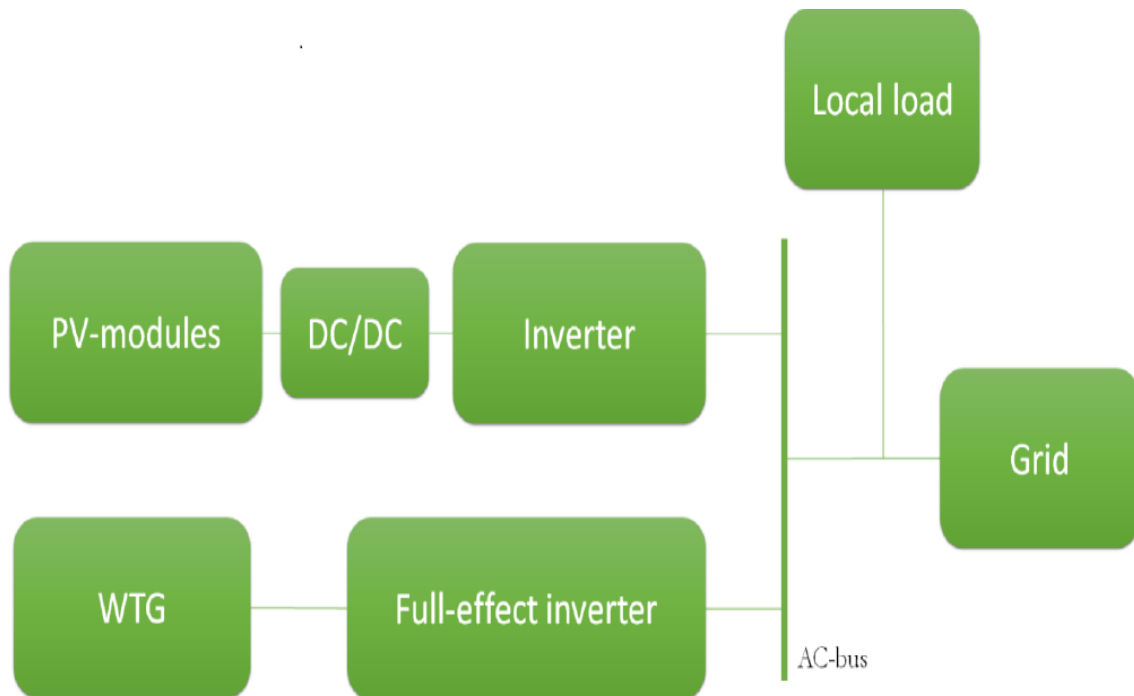 Local load
PV-modules
DC/DC
Inverter
Grid
WTG
Full-effect inverter
AC-bus